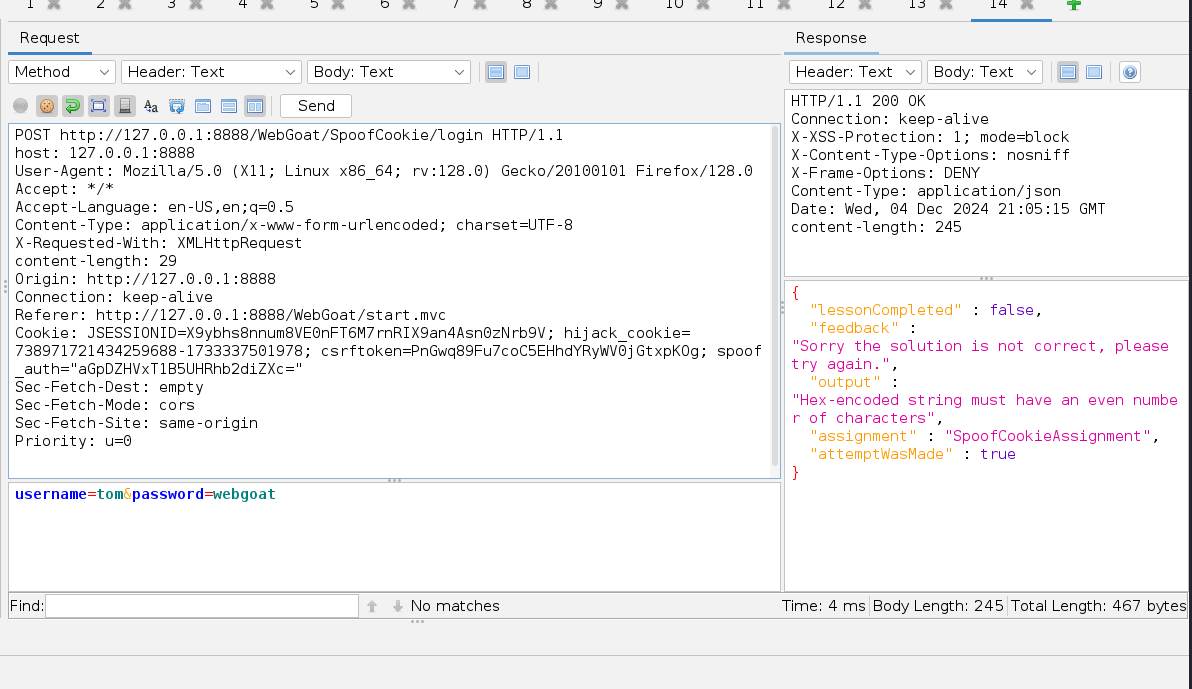 1 2 3 4 5 6 7 8 9 10 11 12 13 14
Request
Method Header: Text Body: Text
Send
POST http://127.0.0.1:8888/WebGoat/SpoofCookie/login HTTP/1.1
host: 127.0.0.1:8888
User-Agent: Mozilla/5.0 (X11; Linux x86_64; rv:128.0) Gecko/20100101 Firefox/128.0
Accept: */*
Accept-Language: en-US,en;q=0.5
Content-Type: application/x-www-form-urlencoded; charset=UTF-8
X-Requested-With: XMLHttpRequest
content-length: 29
Origin: http://127.0.0.1:8888
Connection: keep-alive
Referer: http://127.0.0.1:8888/WebGoat/start.mvc
Cookie: JSESSIONID=X9ybhs8nnum8VE0nFT6M7rnRIX9an4Asn0zNrb9V; hijack_cookie=
738971721434259688-1733337501978; csrftoken=PnGwq89Fu7coC5EHhdYRyWV0jGtxpKOg; spoof
_auth="aGpDZHVxT1B5UHRhb2diZXc="
Sec-Fetch-Dest: empty
Sec-Fetch-Mode: cors
Sec-Fetch-Site: same-origin
Priority: u=0
username=tom&password=webgoat
Find: No matches
Response
Header: Text Body: Text
HTTP/1.1 200 OK
Connection: keep-alive
X-XSS-Protection: 1; mode=block
X-Content-Type-Options: nosniff
X-Frame-Options: DENY
Content-Type: application/json
Date: Wed, 04 Dec 2024 21:05:15 GMT
content-length: 245
{
"lessonCompleted" : false,
"feedback" :
"Sorry the solution is not correct, please
try again.",
"output" :
"Hex-encoded string must have an even numbe
r of characters",
"assignment" : "SpoofCookieAssignment",
"attemptWasMade" : true
}
Time: 4 ms Body Length: 245 Total Length: 467 bytes